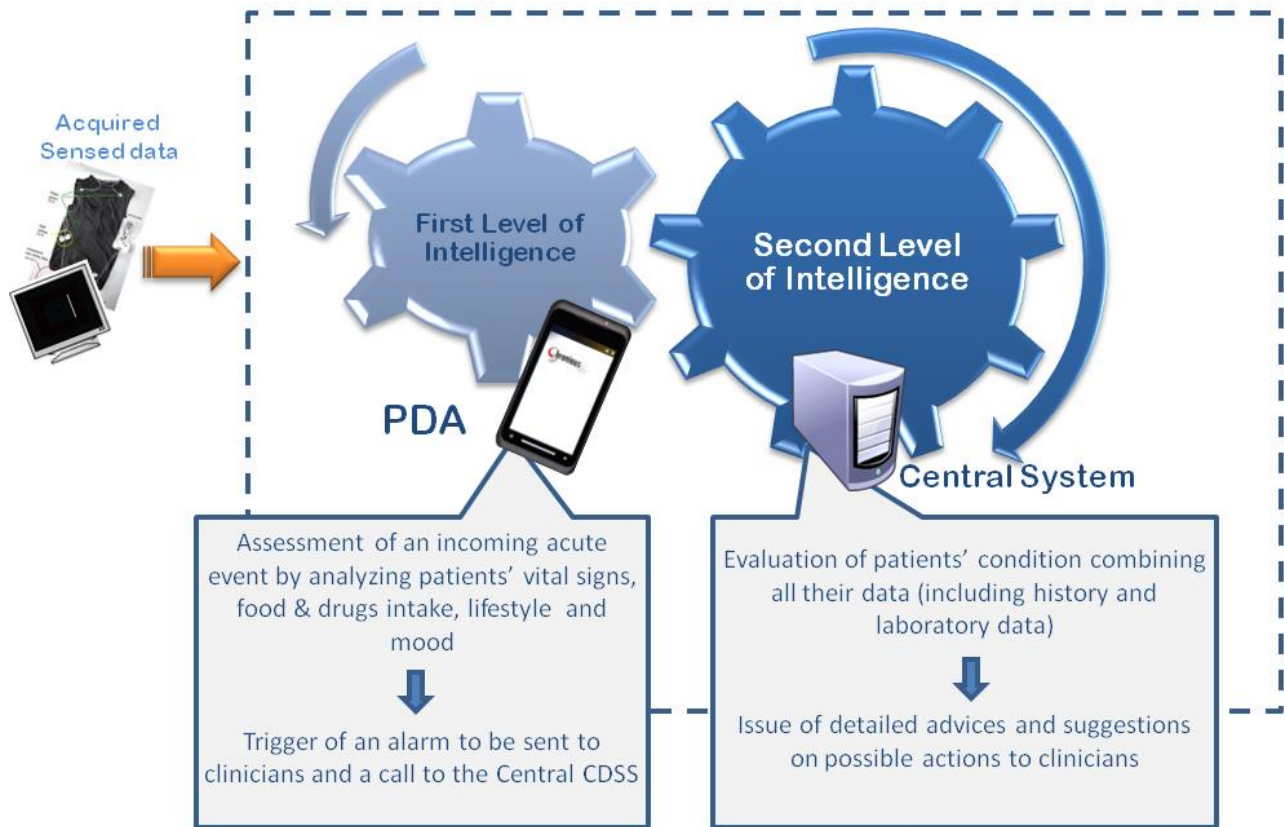 Acquired
Sensed data
First Level of
Intelligence
Second Level
of Intelligence
PDA
Central System
Assessment of an incoming acute
event by analyzing patients' vital signs,
food & drugs intake, lifestyle and
mood
Trigger of an alarm to be sent to
clinicians and a call to the Central CDSS
Evaluation of patients' condition combining
all their data (including history and
laboratory data)
Issue of detailed advices and suggestions
on possible actions to clinicians